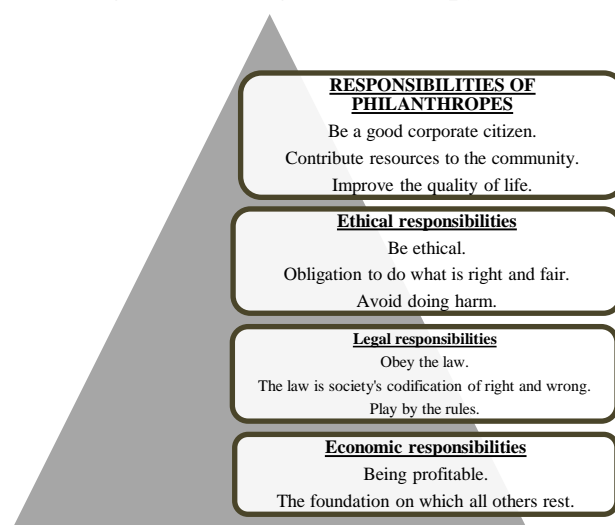 RESPONSIBILITIES OF
PHILANTHROPES
Be a good corporate citizen.
Contribute resources to the community.
Improve the quality of life.
Ethical responsibilities
Be ethical.
Obligation to do what is right and fair.
Avoid doing harm.
Legal responsibilities
Obey the law.
The law is society's codification of right and wrong.
Play by the rules.
Economic responsibilities
Being profitable.
The foundation on which all others rest.